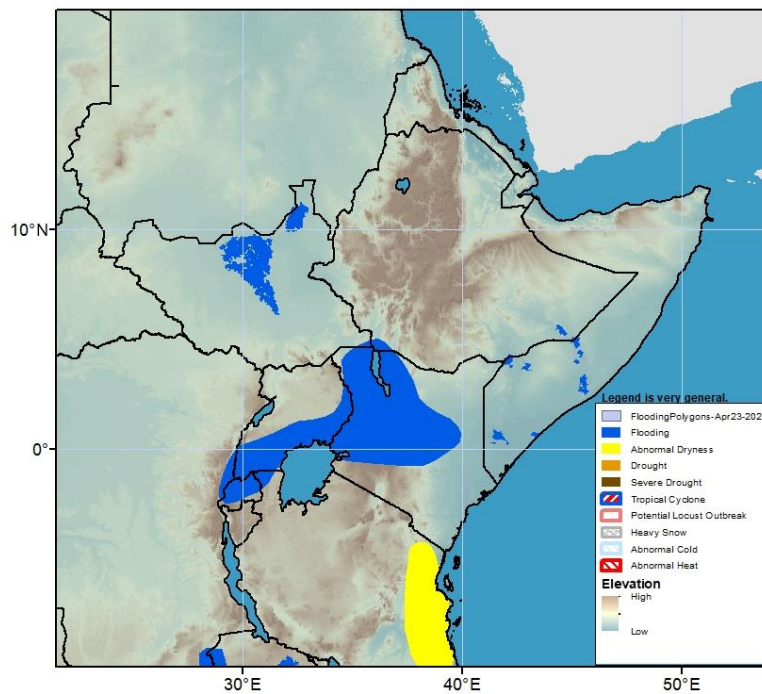 10°N
0°
30°E
40°E
50°E
Legend is very general.
FloodingPolygons-Apr23-202
Flooding
Abnormal Dryness
Drought
Severe Drought
Tropical Cyclone
Potential Locust Outbreak
Heavy Snow
Abnormal Cold
Abnormal Heat
Elevation
High
Low